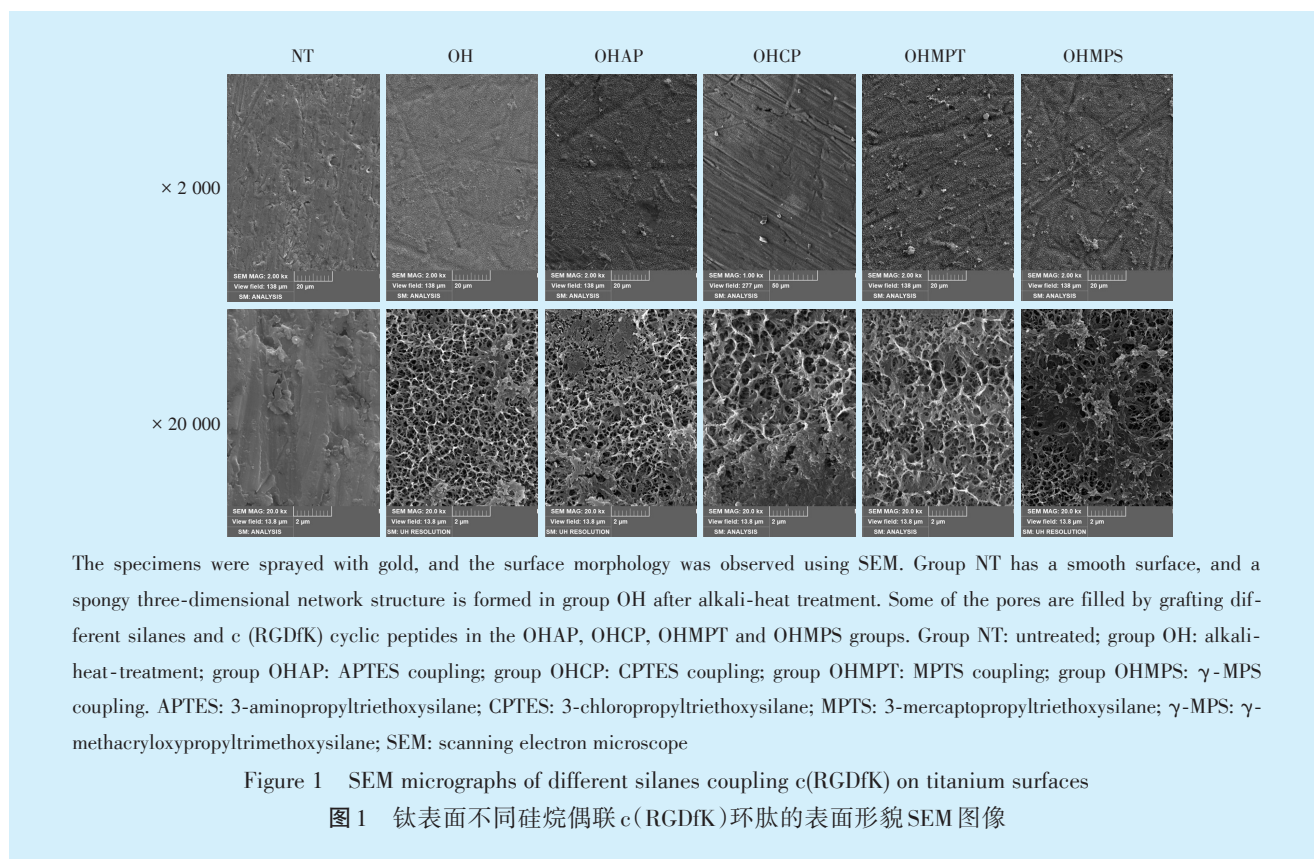 NT OH OHAP OHCP OHMPT OHMPS
× 2 000
SEM MAG: 2.00 kx
View field: 138 μm 20 μm
SM: ANALYSIS
SEM MAG: 2.00 kx
View field: 138 μm 20 μm
SM: ANALYSIS
SEM MAG: 2.00 kx
View field: 138 μm 20 μm
SM: ANALYSIS
SEM MAG: 1.00 kx
View field: 277 μm 50 μm
SM: ANALYSIS
SEM MAG: 2.00 kx
View field: 138 μm 20 μm
SM: ANALYSIS
SEM MAG: 2.00 kx
View field: 138 μm 20 μm
SM: ANALYSIS
× 20 000
SEM MAG: 20.0 kx
View field: 13.8 μm 2 μm
SM: ANALYSIS
SEM MAG: 20.0 kx
View field: 13.8 μm 2 μm
SM: UH RESOLUTION
SEM MAG: 20.0 kx
View field: 13.8 μm 2 μm
SM: UH RESOLUTION
SEM MAG: 20.0 kx
View field: 13.8 μm 2 μm
SM: ANALYSIS
SEM MAG: 20.0 kx
View field: 13.8 μm 2 μm
SM: ANALYSIS
SEM MAG: 20.0 kx
View field: 13.8 μm 2 μm
SM: UH RESOLUTION
The specimens were sprayed with gold, and the surface morphology was observed using SEM. Group NT has a smooth surface, and a
spongy three-dimensional network structure is formed in group OH after alkali-heat treatment. Some of the pores are filled by grafting dif-
ferent silanes and c (RGDfK) cyclic peptides in the OHAP, OHCP, OHMPT and OHMPS groups. Group NT: untreated; group OH: alkali-
heat-treatment; group OHAP: APTES coupling; group OHCP: CPTES coupling; group OHMPT: MPTS coupling; group OHMPS: γ-MPS
coupling. APTES: 3-aminopropyltriethoxysilane; CPTES: 3-chloropropyltriethoxysilane; MPTS: 3-mercaptopropyltriethoxysilane; γ-MPS: γ-
methacryloxypropyltrimethoxysilane; SEM: scanning electron microscope
Figure 1 SEM micrographs of different silanes coupling c(RGDfK) on titanium surfaces
图 1 钛表面不同硅烷偶联c(RGDfK)环肽的表面形貌SEM图像